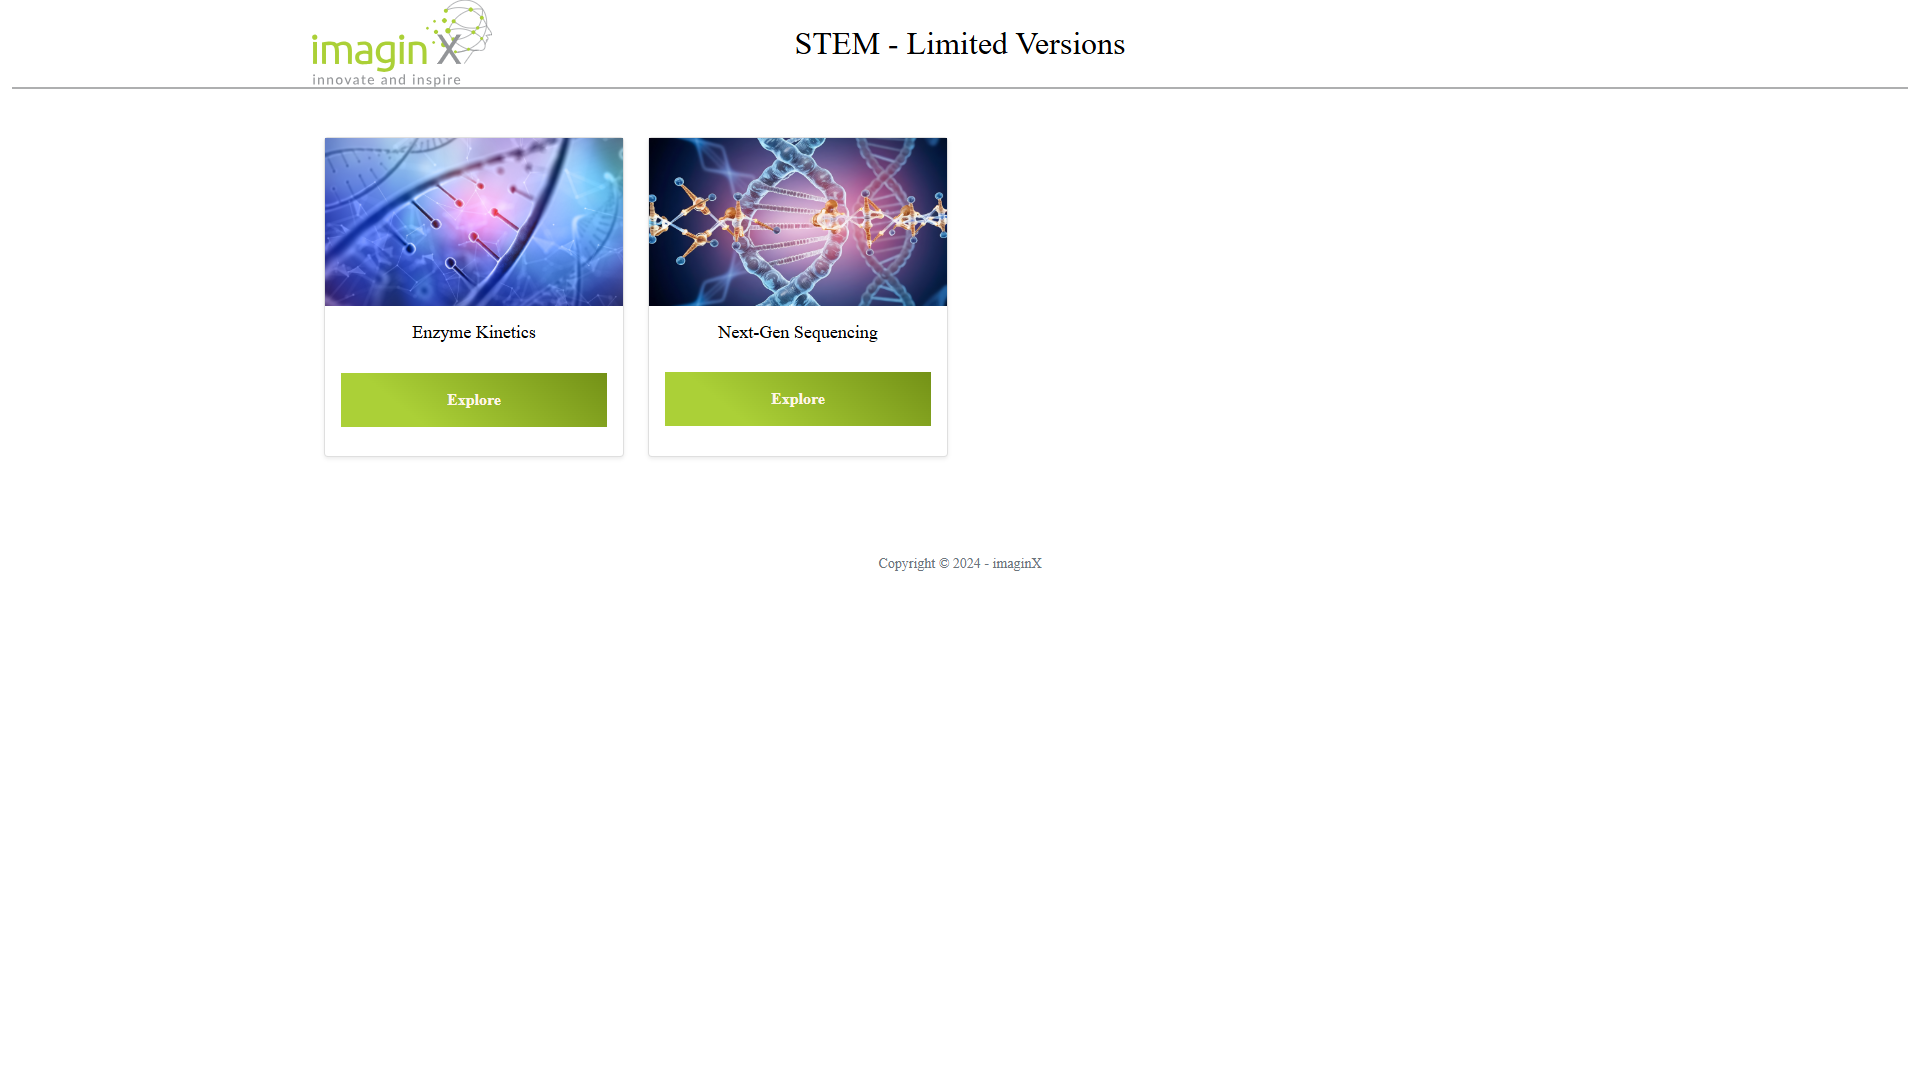 imaginX
innovate and inspire
STEM - Limited Versions
Enzyme Kinetics
Explore
Next-Gen Sequencing
Explore
Copyright © 2024 - imaginX